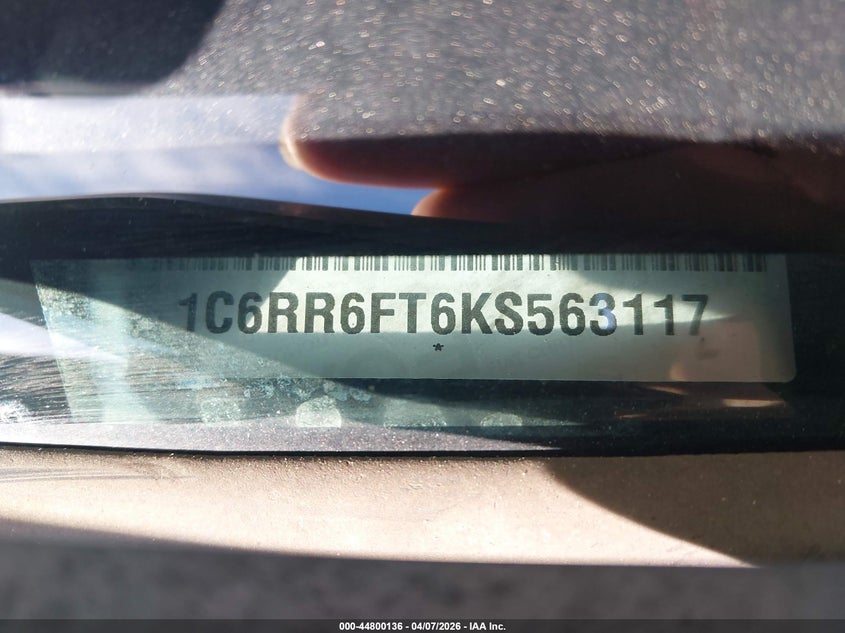 1C6RR6FT6KS563117
*
000-44800136 - 04/07/2026 - IAA Inc.